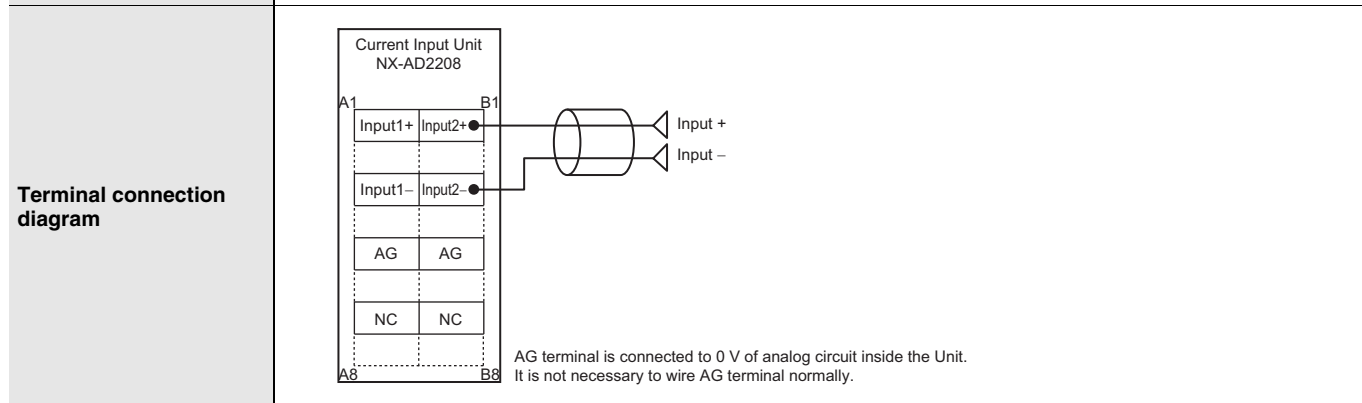 Terminal connection
diagram
Current Input Unit
NX-AD2208
A1 B1
Input1+ Input2+
Input +
Input –
Input1– Input2–
AG AG
NC NC
A8 B8
AG terminal is connected to 0 V of analog circuit inside the Unit.
It is not necessary to wire AG terminal normally.